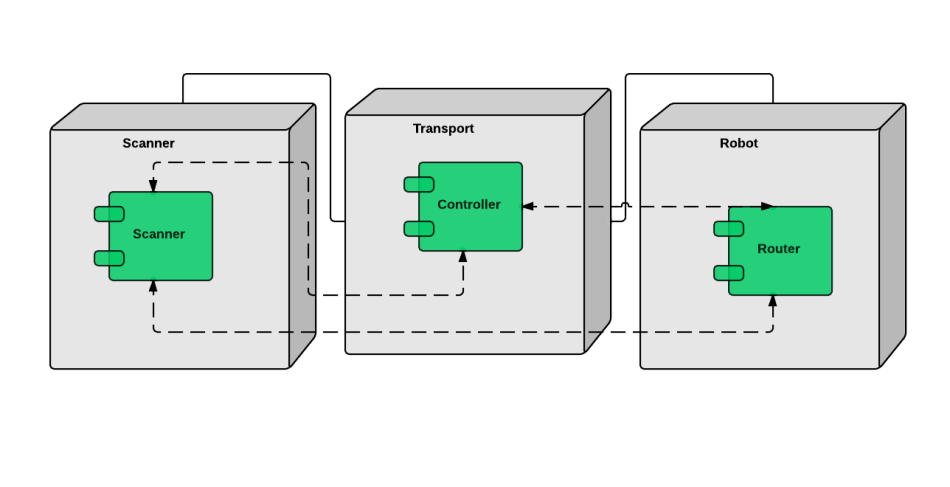 Scanner
Transport
Robot
Scanner
Controller
Router